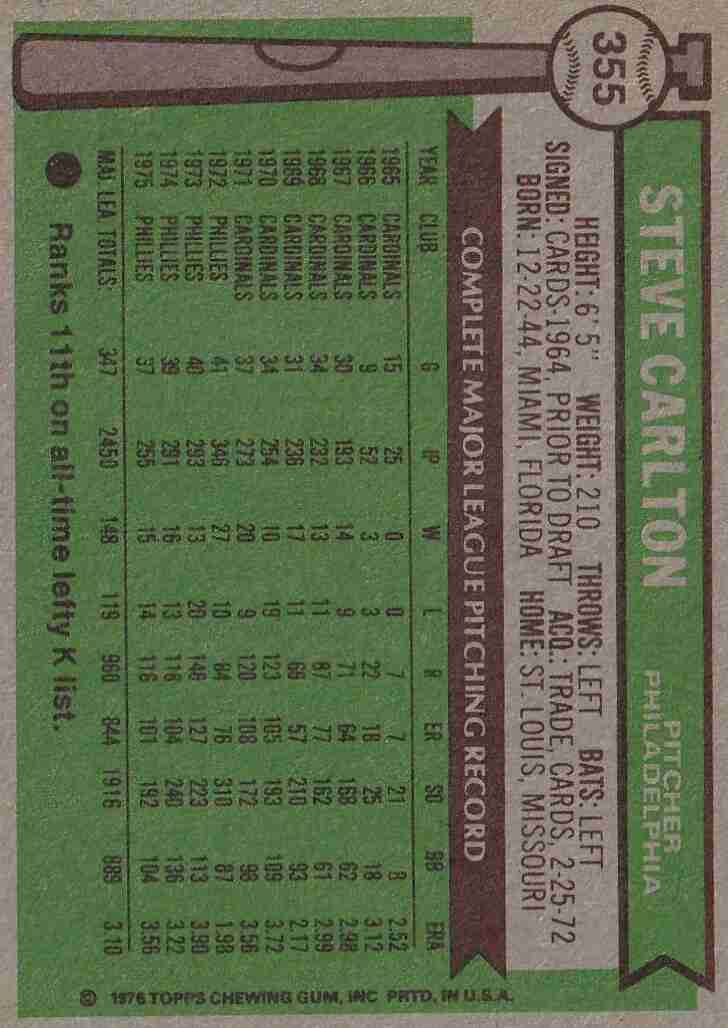 355
STEVE CARLTON
PITCHER
PHILADELPHIA
HEIGHT: 6' 5" WEIGHT: 210 THROWS: LEFT BATS: LEFT
SIGNED: CARDS-1964, PRIOR TO DRAFT ACQ.: TRADE, CARDS, 2-25-72
BORN: 12-22-44, MIAMI, FLORIDA HOME: ST. LOUIS, MISSOURI
COMPLETE MAJOR LEAGUE PITCHING RECORD
YEAR CLUB G IP W L R ER SO BB ERA
1965 CARDINALS 15 25 0 0 7 7 21 8 2.52
1966 CARDINALS 9 52 3 3 22 18 25 18 3.12
1967 CARDINALS 30 193 14 9 71 64 168 62 2.98
1968 CARDINALS 34 232 13 11 87 77 162 61 2.99
1969 CARDINALS 31 236 17 11 66 57 210 93 2.17
1970 CARDINALS 34 254 10 19 123 105 193 109 3.72
1971 CARDINALS 37 273 20 9 120 108 172 98 3.56
1972 PHILLIES 41 346 27 10 84 76 310 87 1.98
1973 PHILLIES 40 293 13 20 146 127 223 113 3.90
1974 PHILLIES 39 291 16 13 118 104 240 136 3.22
1975 PHILLIES 37 255 15 14 116 101 192 104 3.56
MAJ LEA TOTALS: 347 2450 148 119 960 844 1916 889 3.10
Ranks 11th on all-time lefty K list.
© 1976 TOPPS CHEWING GUM, INC PRTD. IN U.S.A.